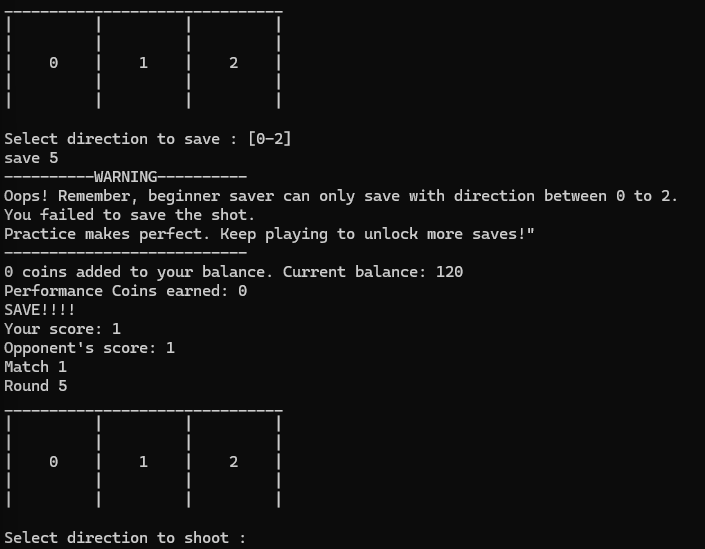 _______________________________
|         |         |         |
|         |         |         |
|    0    |    1    |    2    |
|         |         |         |
|         |         |         |
Select direction to save : [0-2]
save 5
----------WARNING----------
Oops! Remember, beginner saver can only save with direction between 0 to 2.
You failed to save the shot.
Practice makes perfect. Keep playing to unlock more saves!"
---------------------------
0 coins added to your balance. Current balance: 120
Performance Coins earned: 0
SAVE!!!!
Your score: 1
Opponent's score: 1
Match 1
Round 5
_______________________________
|         |         |         |
|         |         |         |
|    0    |    1    |    2    |
|         |         |         |
|         |         |         |
Select direction to shoot :